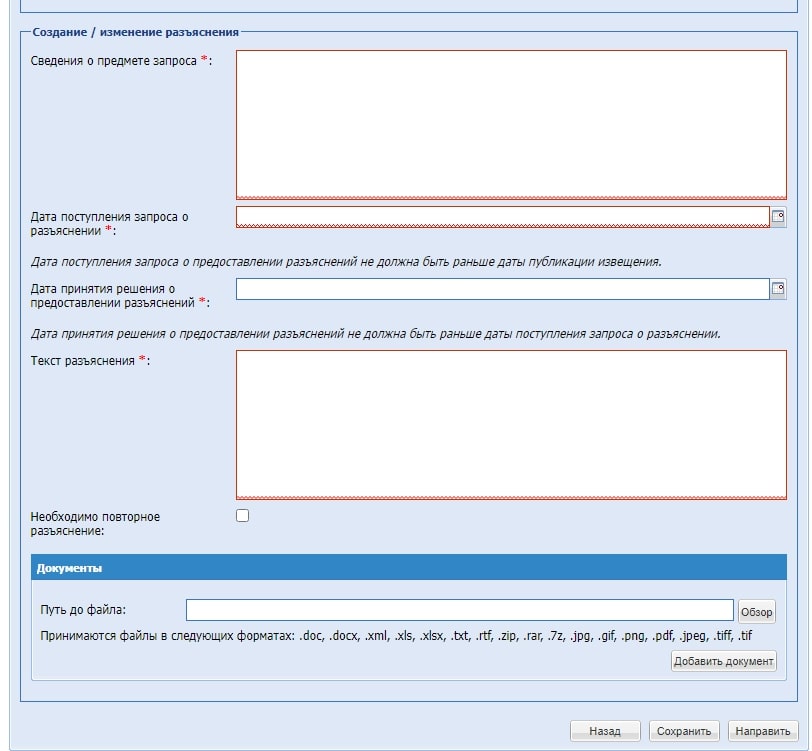 Создание / изменение разъяснения
Сведения о предмете запроса *:
Дата поступления запроса о
разъяснении *:
Дата поступления запроса о предоставлении разъяснений не должна быть раньше даты публикации извещения.
Дата принятия решения о
предоставлении разъяснений *:
Дата принятия решения о предоставлении разъяснений не должна быть раньше даты поступления запроса о разъяснении.
Текст разъяснения *:
Необходимо повторное
разъяснение:
Документы
Путь до файла:
Обзор
Принимаются файлы в следующих форматах: .doc, .docx, .xml, .xls, .xlsx, .txt, .rtf, .zip, .rar, .7z, .jpg, .gif, .png, .pdf, .jpeg, .tiff, .tif
Добавить документ
Назад Сохранить Направить